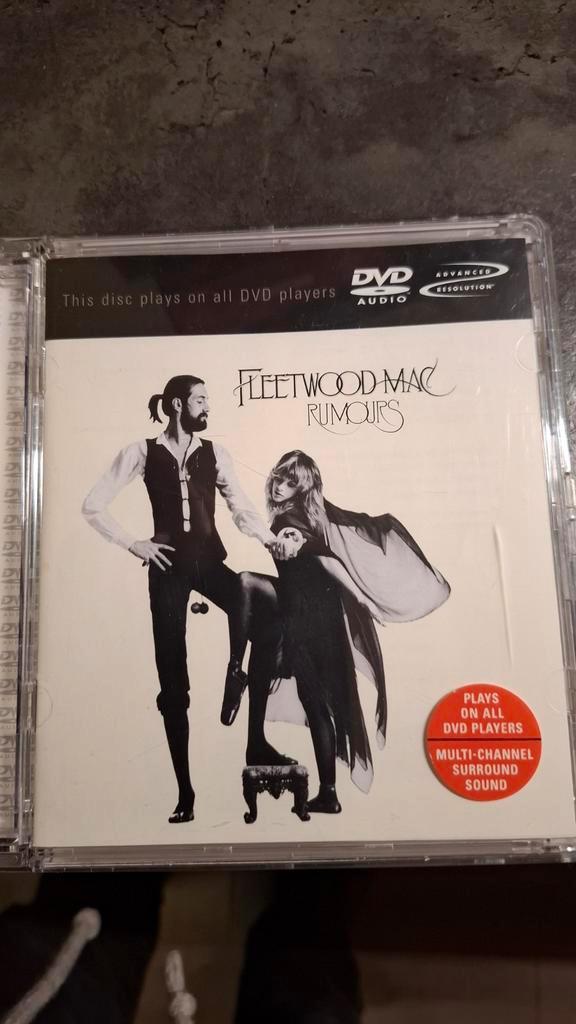 This disc plays on all DVD players
DVD
AUDIO
ADVANCED
RESOLUTION
FLEETWOOD MAC
RUMOURS
PLAYS
ON ALL
DVD PLAYERS
MULTI-CHANNEL
SURROUND
SOUND